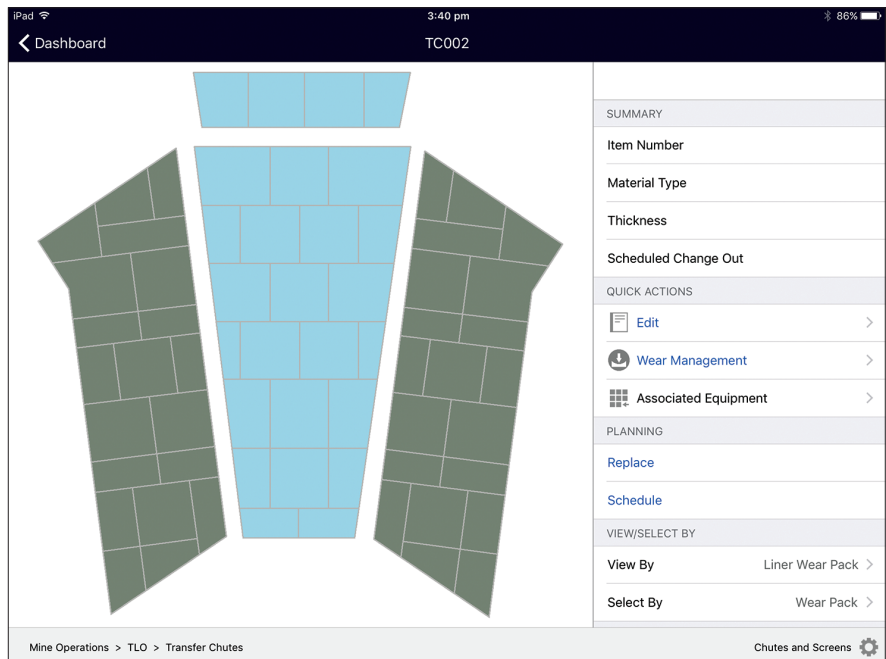 iPad 3:40 pm 86%
Dashboard TC002
SUMMARY
Item Number
Material Type
Thickness
Scheduled Change Out
QUICK ACTIONS
Edit
Wear Management
Associated Equipment
PLANNING
Replace
Schedule
VIEW/SELECT BY
View By Liner Wear Pack
Select By Wear Pack
Mine Operations > TLO > Transfer Chutes Chutes and Screens